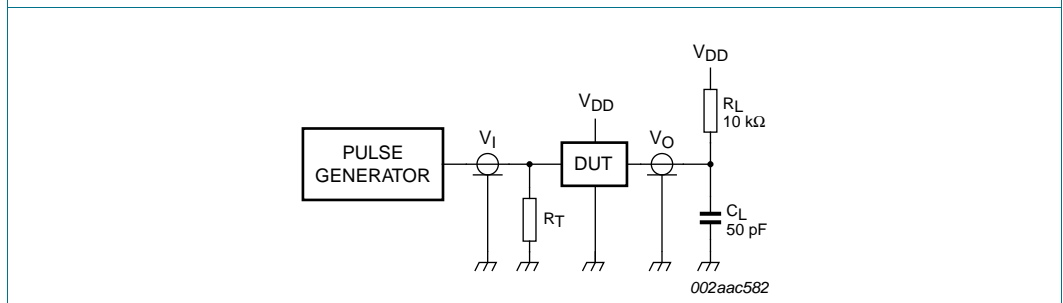 VDD
RL
10 kΩ
VDD
VI
VO
PULSE
GENERATOR
DUT
RT
CL
50 pF
002aac582